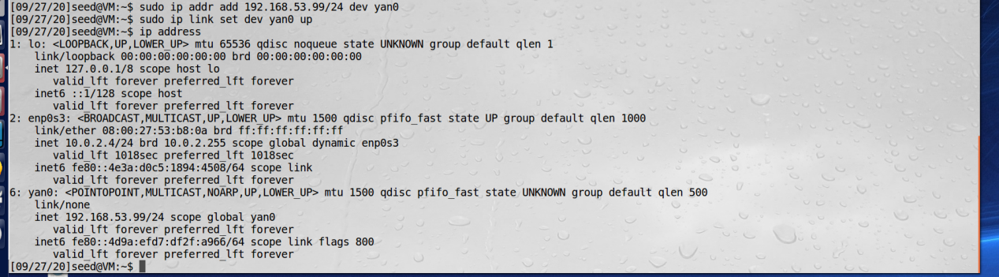 [09/27/20]seed@VM:~$ sudo ip addr add 192.168.53.99/24 dev yan0
[09/27/20]seed@VM:~$ sudo ip link set dev yan0 up
[09/27/20]seed@VM:~$ ip address
1: lo: <LOOPBACK,UP,LOWER_UP> mtu 65536 qdisc noqueue state UNKNOWN group default qlen 1
    link/loopback 00:00:00:00:00:00 brd 00:00:00:00:00:00
    inet 127.0.0.1/8 scope host lo
       valid_lft forever preferred_lft forever
    inet6 ::1/128 scope host
       valid_lft forever preferred_lft forever
2: enp0s3: <BROADCAST,MULTICAST,UP,LOWER_UP> mtu 1500 qdisc pfifo_fast state UP group default qlen 1000
    link/ether 08:00:27:53:b8:0a brd ff:ff:ff:ff:ff:ff
    inet 10.0.2.4/24 brd 10.0.2.255 scope global dynamic enp0s3
       valid_lft 1018sec preferred_lft 1018sec
    inet6 fe80::4e3a:d0c5:1894:4508/64 scope link
       valid_lft forever preferred_lft forever
6: yan0: <POINTOPOINT,MULTICAST,NOARP,UP,LOWER_UP> mtu 1500 qdisc pfifo_fast state UNKNOWN group default qlen 500
    link/none
    inet 192.168.53.99/24 scope global yan0
       valid_lft forever preferred_lft forever
    inet6 fe80::4d9a:efd7:df2f:a966/64 scope link flags 800
       valid_lft forever preferred_lft forever
[09/27/20]seed@VM:~$